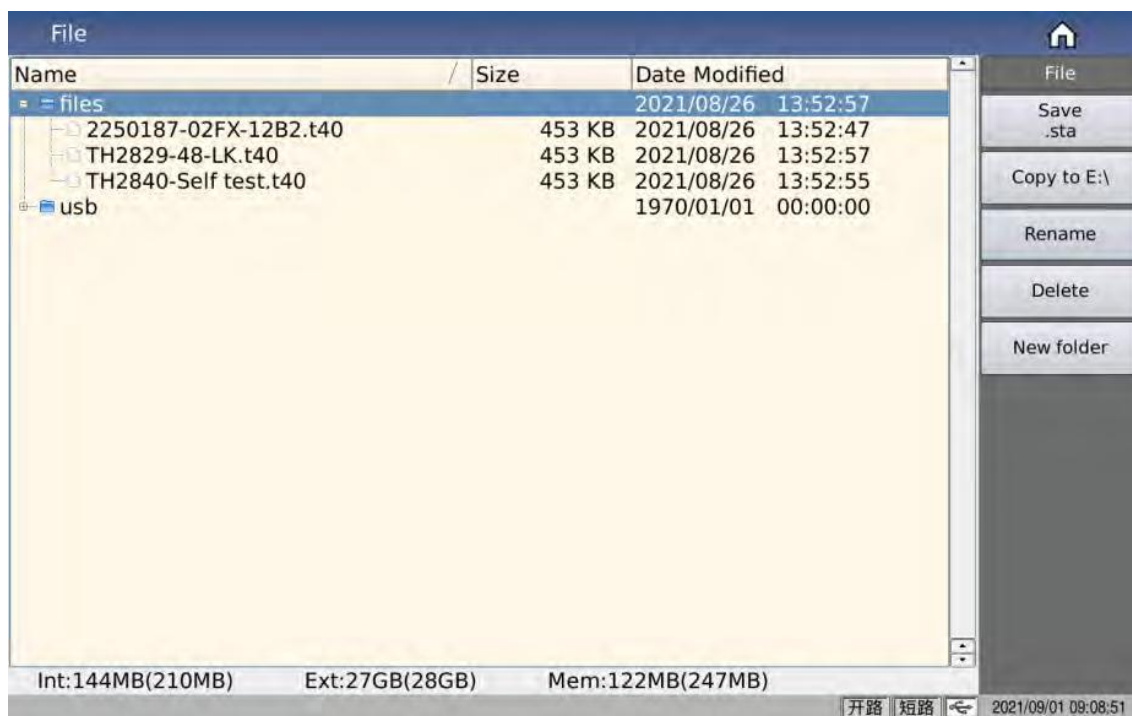 File
Name / Size Date Modified
files 2021/08/26 13:52:57
2250187-02FX-12B2.t40 453 KB 2021/08/26 13:52:47
TH2829-48-LK.t40 453 KB 2021/08/26 13:52:57
TH2840-Self test.t40 453 KB 2021/08/26 13:52:55
usb 1970/01/01 00:00:00
File
Save
.sta
Copy to E:\
Rename
Delete
New folder
Int:144MB(210MB) Ext:27GB(28GB) Mem:122MB(247MB)
开路 短路 2021/09/01 09:08:51